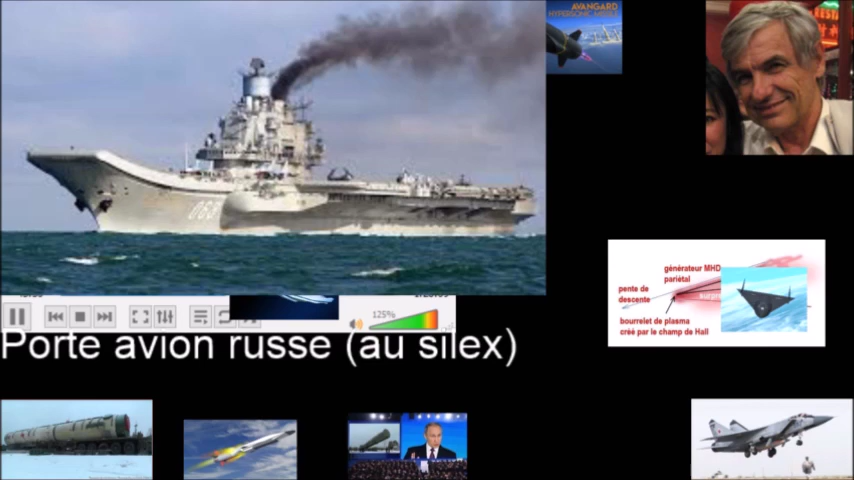 AVANGARD
HYPERSONIC MISSILE
063
générateur MHD
pariétal
pente de
descente
bourrelet de plasma
créé par le champ de Hall
125%
Porte avion russe (au silex)